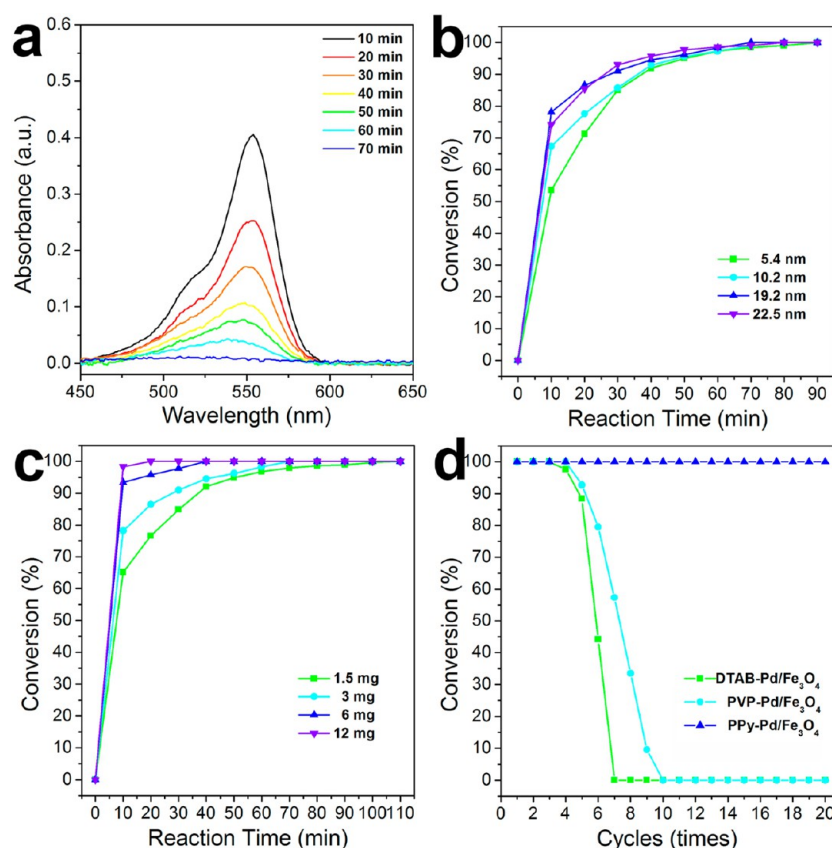 a
0.6
0.5
0.4
0.3
0.2
0.1
0.0
Absorbance (a.u.)
10 min
20 min
30 min
40 min
50 min
60 min
70 min
450
500
550
600
650
Wavelength (nm)
b
100
90
80
70
60
50
40
30
20
10
0
Conversion (%)
5.4 nm
10.2 nm
19.2 nm
22.5 nm
0 10 20 30 40 50 60 70 80 90
Reaction Time (min)
c
100
90
80
70
60
50
40
30
20
10
0
Conversion (%)
1.5 mg
3 mg
6 mg
12 mg
0 10 20 30 40 50 60 70 80 90 100 110
Reaction Time (min)
d
100
90
80
70
60
50
40
30
20
10
0
Conversion (%)
DTAB-Pd/Fe₃O₄
PVP-Pd/Fe₃O₄
PPy-Pd/Fe₃O₄
0 2 4 6 8 10 12 14 16 18 20
Cycles (times)